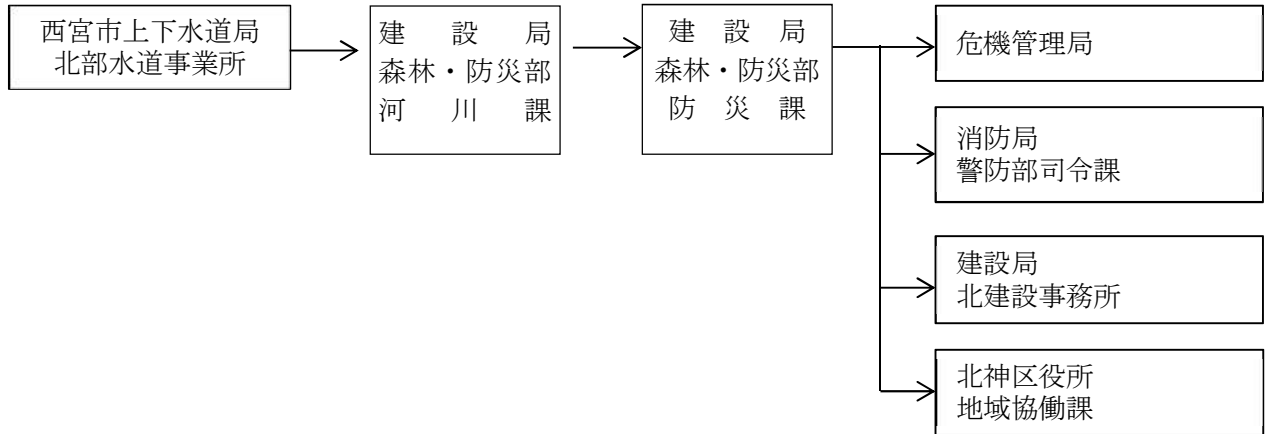 西宮市上下水道局
北部水道事業所
建設局
森林・防災部
河川課
建設局
森林・防災部
防災課
危機管理局
消防局
警防部司令課
建設局
北建設事務所
北神区役所
地域協働課